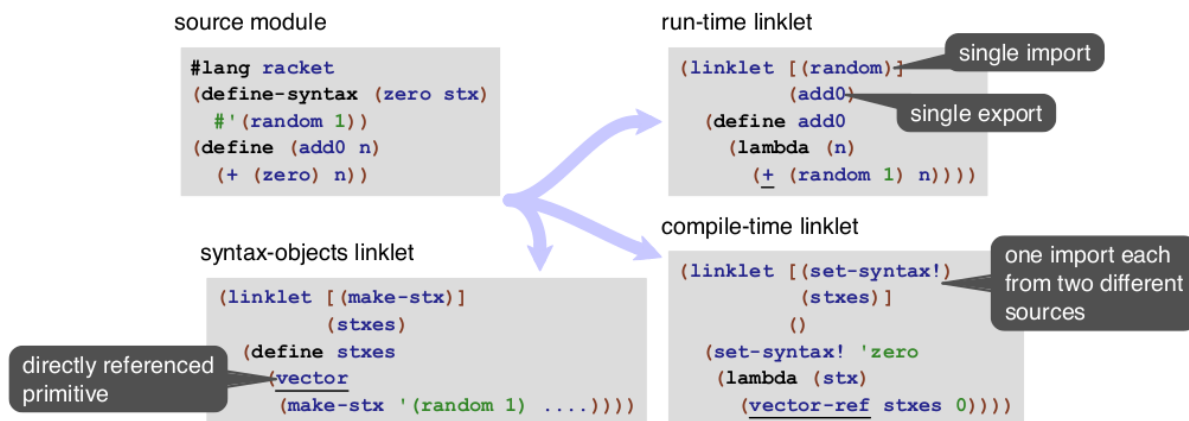 source module
#lang racket
(define-syntax (zero stx)
#'(random 1))
(define (add0 n)
(+ (zero) n))
run-time linklet
(linklet [(random)]
(add0)
(define add0
(lambda (n)
(+ (random 1) n))))
single import
single export
syntax-objects linklet
(linklet [(make-stx)]
(stxes)
(define stxes
(vector
(make-stx '(random 1) ....))))
directly referenced
primitive
compile-time linklet
(linklet [(set-syntax!)
(stxes)]
()
(set-syntax! 'zero
(lambda (stx)
(vector-ref stxes 0))))
one import each
from two different
sources